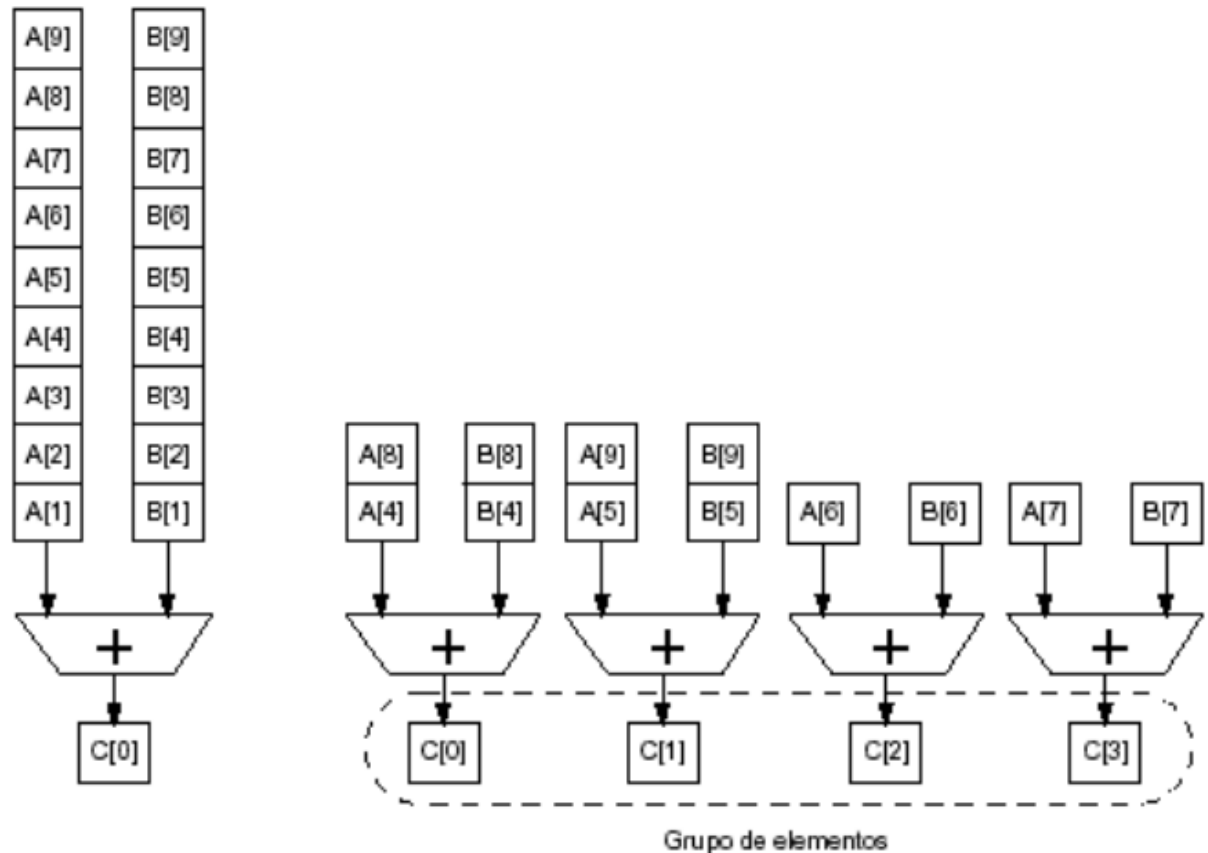 A[9] B[9]
A[8] B[8]
A[7] B[7]
A[6] B[6]
A[5] B[5]
A[4] B[4]
A[3] B[3]
A[2] B[2] A[8] B[8] A[9] B[9]
A[1] B[1] A[4] B[4] A[5] B[5] A[6] B[6] A[7] B[7]
+ + + + +
C[0] C[0] C[1] C[2] C[3]
Grupo de elementos